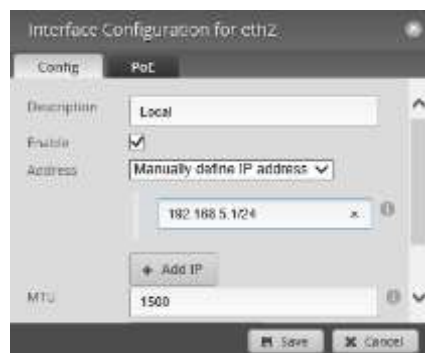 Interface Configuration for eth2
Config PoE
Description Local
Enable
Address Manually define IP address
192.168.5.1/24
+ Add IP
MTU 1500
Save Cancel